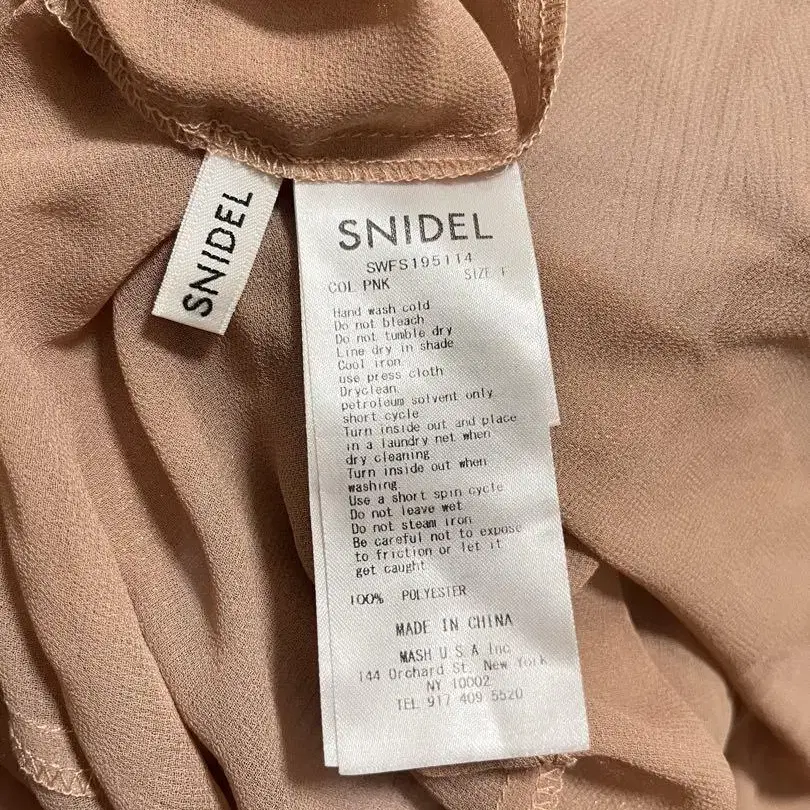 SNIDEL
SNIDEL
SWFS195114
COL PNK SIZE F
Hand wash cold
Do not bleach
Do not tumble dry
Line dry in shade
Cool iron
use press cloth
Dryclean
petroleum solvent only
short cycle
Turn inside out and place
in a laundry net when
dry cleaning
Turn inside out when
washing
Use a short spin cycle
Do not leave wet
Do not steam iron
Be careful not to expose
to friction or let it
get caught
100% POLYESTER
MADE IN CHINA
MASH U S A Inc
144 Orchard St. New York
NY 10002
TEL 917 409 5520